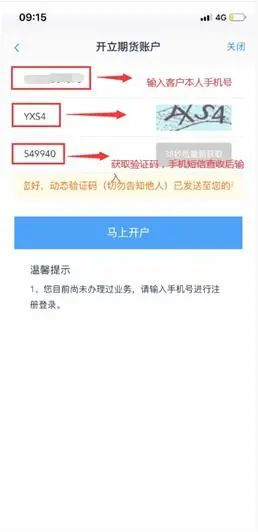 09:15
4G
开立期货账户
关闭
输入客户本人手机号
YXS4
YXS4
549940
获取验证码，手机短信查收后输
入
您好，动态验证码（切勿告知他人）已发送至您的
马上开户
温馨提示
1、您目前尚未办理过业务，请输入手机号进行注
册登录。